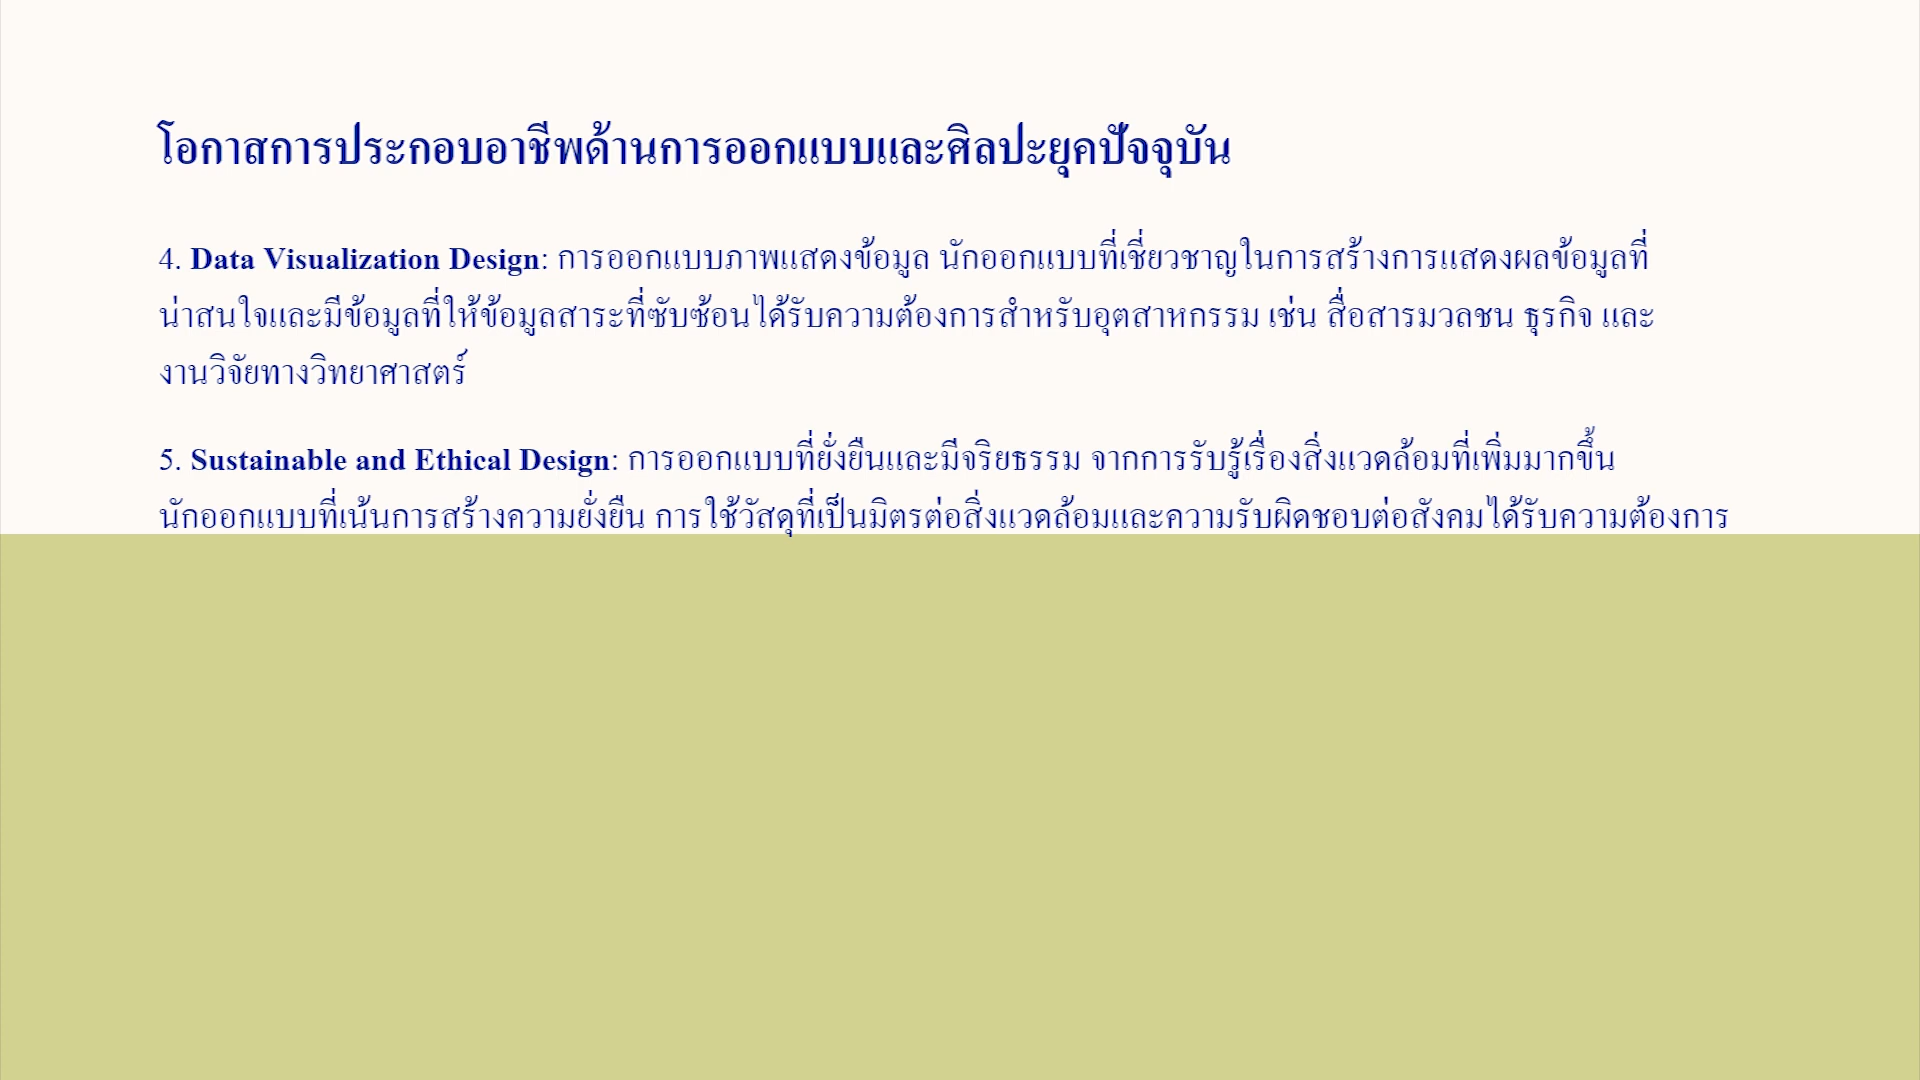 โอกาสการประกอบอาชีพด้านการออกแบบและศิลปะยุคปัจจุบัน
4. Data Visualization Design: การออกแบบภาพแสดงข้อมูล นักออกแบบที่เชี่ยวชาญในการสร้างการแสดงผลข้อมูลที่
น่าสนใจและมีข้อมูลที่ให้ข้อมูลสาระที่ซับซ้อนได้รับความต้องการสำหรับอุตสาหกรรม เช่น สื่อสารมวลชน ธุรกิจ และ
งานวิจัยทางวิทยาศาสตร์
5. Sustainable and Ethical Design: การออกแบบที่ยั่งยืนและมีจริยธรรม จากการรับรู้เรื่องสิ่งแวดล้อมที่เพิ่มมากขึ้น
นักออกแบบที่เน้นการสร้างความยั่งยืน การใช้วัสดุที่เป็นมิตรต่อสิ่งแวดล้อมและความรับผิดชอบต่อสังคมได้รับความต้องการ